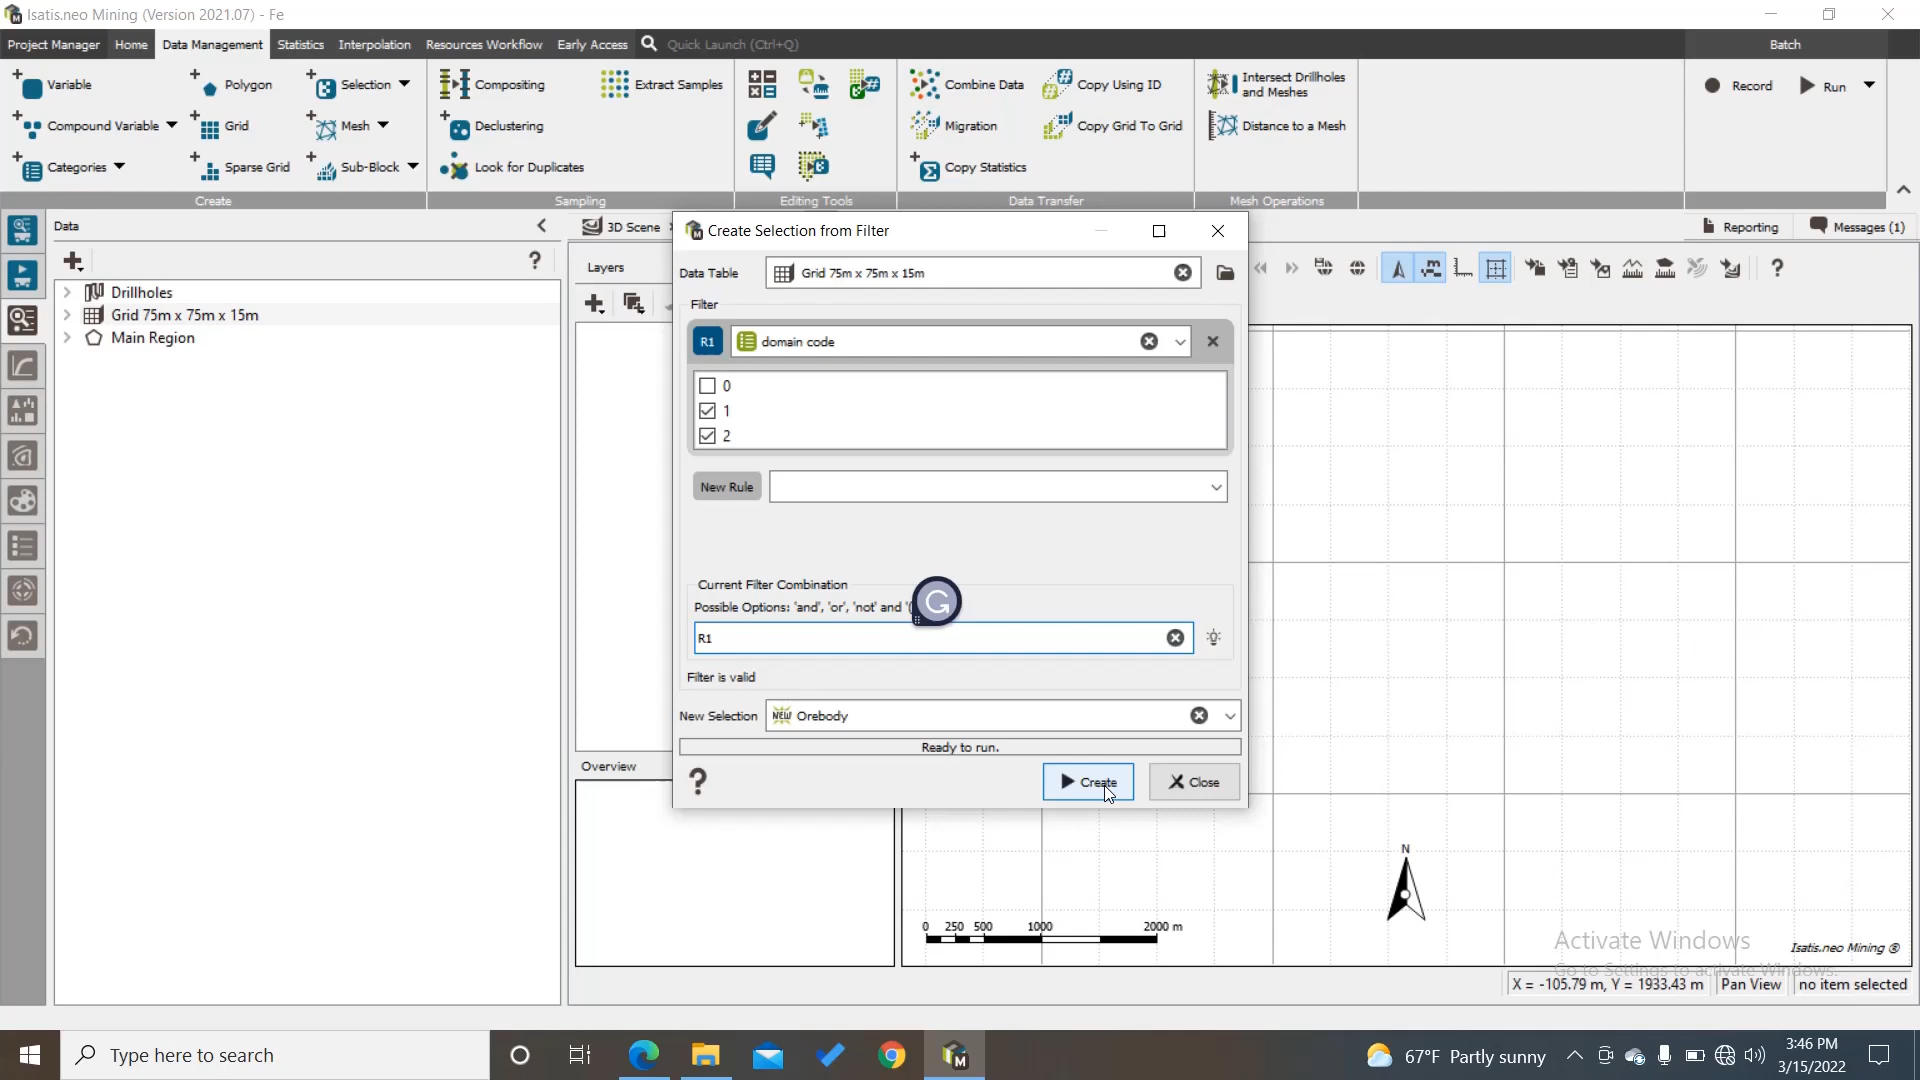 Isatis.neo Mining (Version 2021.07) - Fe
Project Manager Home Data Management Statistics Interpolation Resources Workflow Early Access Quick Launch (Ctrl+Q) Batch
Variable Polygon Selection Compositing Extract Samples Combine Data Copy Using ID Intersect Drillholes and Meshes Record Run
Compound Variable Grid Mesh Declustering Migration Copy Grid To Grid Distance to a Mesh
Categories Sparse Grid Sub-Block Look for Duplicates Copy Statistics
Create Sampling Editing Tools Data Transfer Mesh Operations
Data 3D Scene Reporting Messages (1)
Drillholes
Grid 75m x 75m x 15m
Main Region
Layers
Overview
Create Selection from Filter
Data Table Grid 75m x 75m x 15m
Filter
R1 domain code
0
1
2
New Rule
Current Filter Combination
Possible Options: 'and', 'or', 'not' and '(
R1
Filter is valid
New Selection NEW Orebody
Ready to run.
? Create Close
N
0 250 500 1000 2000 m
Activate Windows
Go to Settings to activate Windows.
Isatis.neo Mining ®
X = -105.79 m, Y = 1933.43 m Pan View no item selected
Type here to search
67°F Partly sunny
3:46 PM
3/15/2022